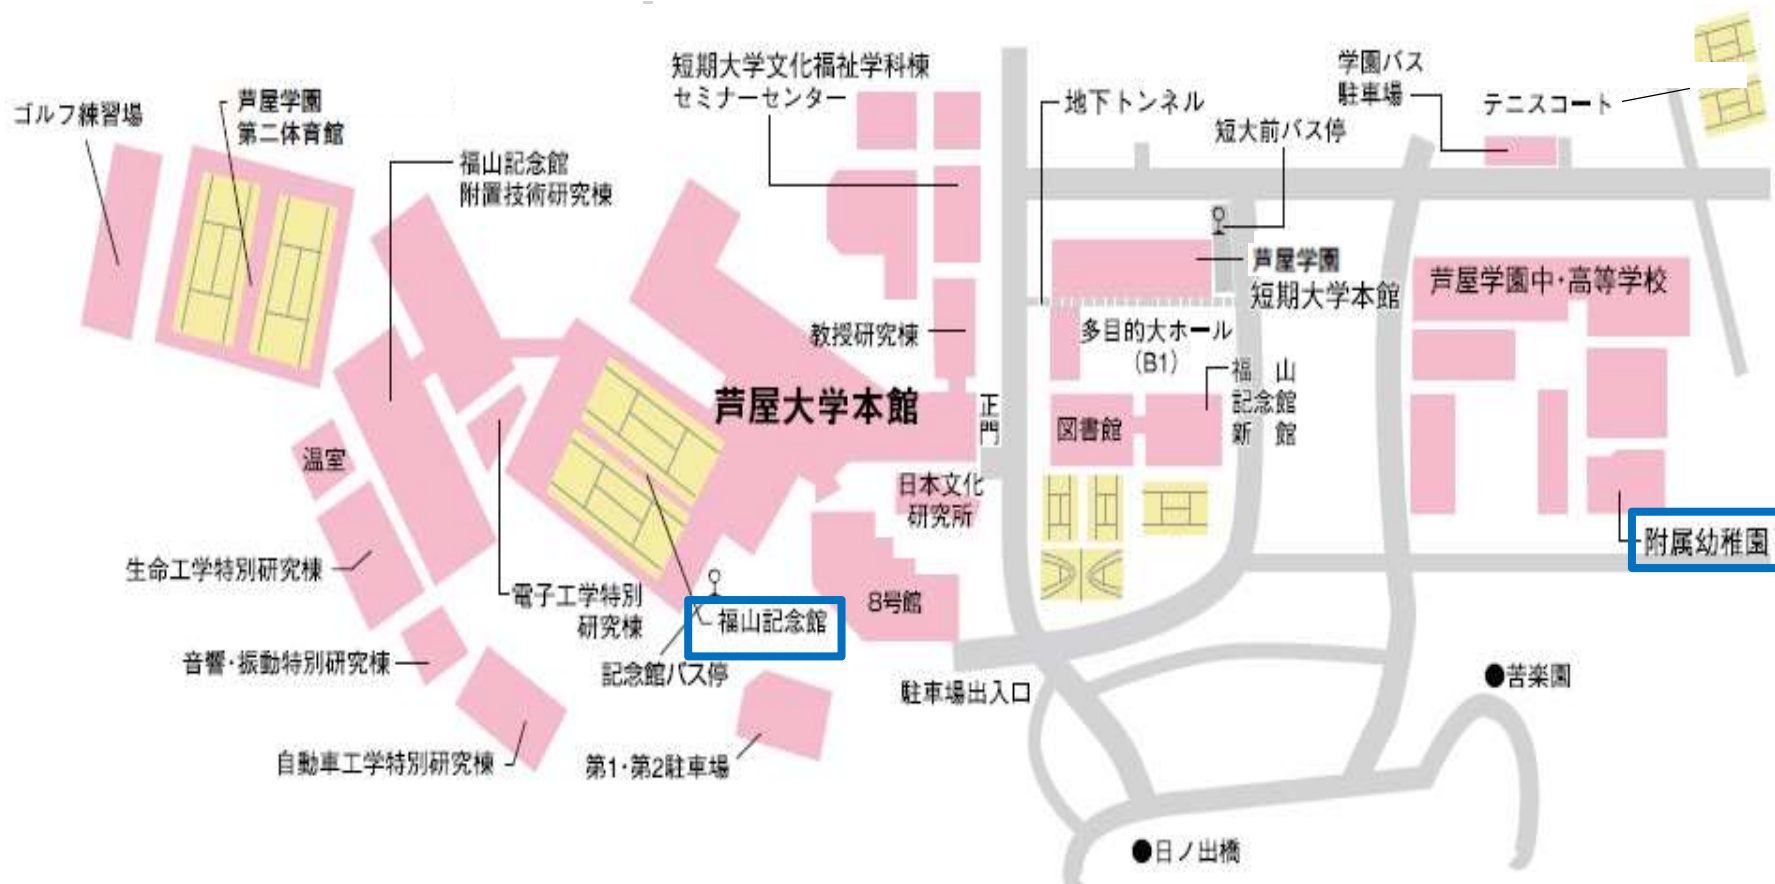 ゴルフ練習場
芦屋学園
第二体育館
福山記念館
附置技術研究棟
短期大学文化福祉学科棟
セミナーセンター
地下トンネル
短大前バス停
学園バス
駐車場
テニスコート
芦屋学園
短期大学本館
芦屋学園中・高等学校
教授研究棟
多目的大ホール
(B1)
芦屋大学本館
正門
図書館
福山
記念館
新館
温室
日本文化
研究所
附属幼稚園
生命工学特別研究棟
電子工学特別
研究棟
福山記念館
8号館
音響・振動特別研究棟
記念館バス停
駐車場出入口
●苦楽園
自動車工学特別研究棟
第1・第2駐車場
●日ノ出橋